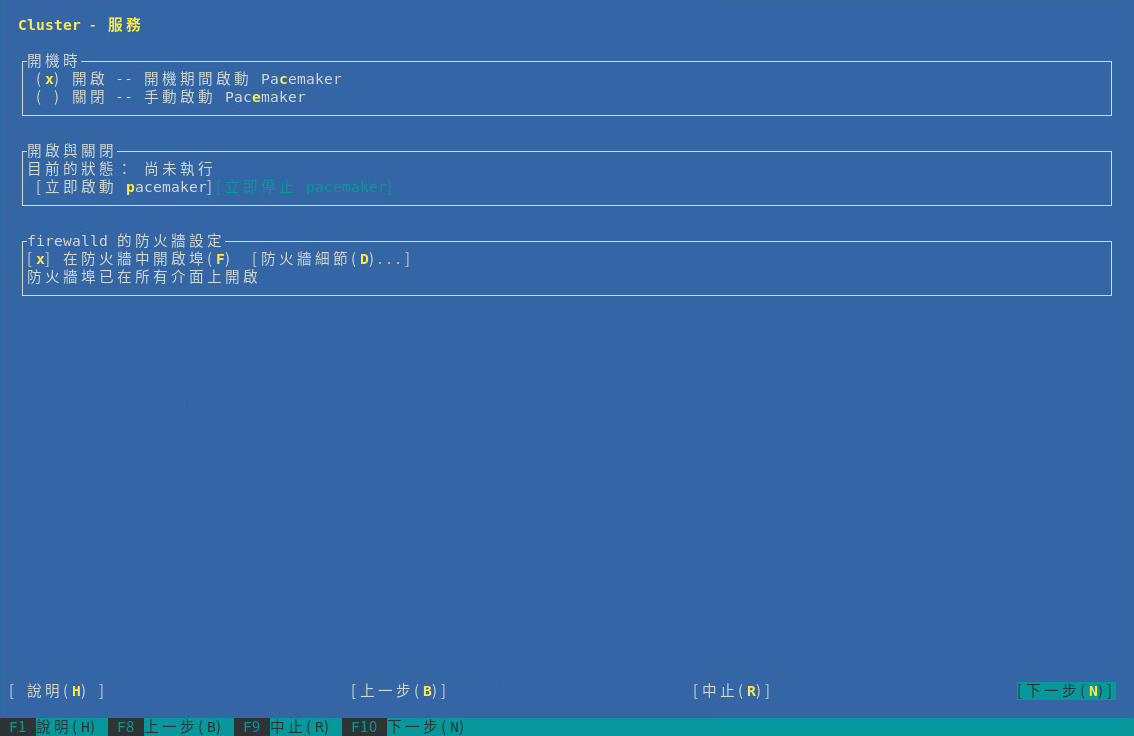 Cluster - 服務
開機時
(x) 開啟 -- 開機期間啟動 Pacemaker
( ) 關閉 -- 手動啟動 Pacemaker
開啟與關閉
目前的狀態： 尚未執行
[立即啟動 pacemaker][立即停止 pacemaker]
firewalld 的防火牆設定
[x] 在防火牆中開啟埠(F) [防火牆細節(D)...]
防火牆埠已在所有介面上開啟
[ 說明(H) ] [上一步(B)] [中止(R)] [下一步(N)]
F1 說明(H) F8 上一步(B) F9 中止(R) F10 下一步(N)